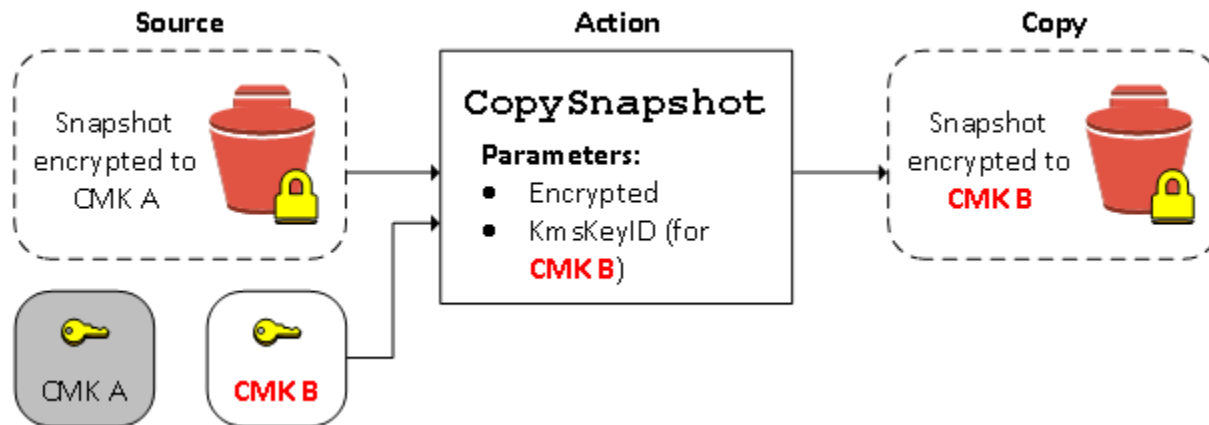 Source
Action
Copy
Snapshot
encrypted to
CMK A
CopySnapshot
Parameters:
● Encrypted
● KmsKeyID (for
CMK B)
Snapshot
encrypted to
CMK B
CMK A
CMK B